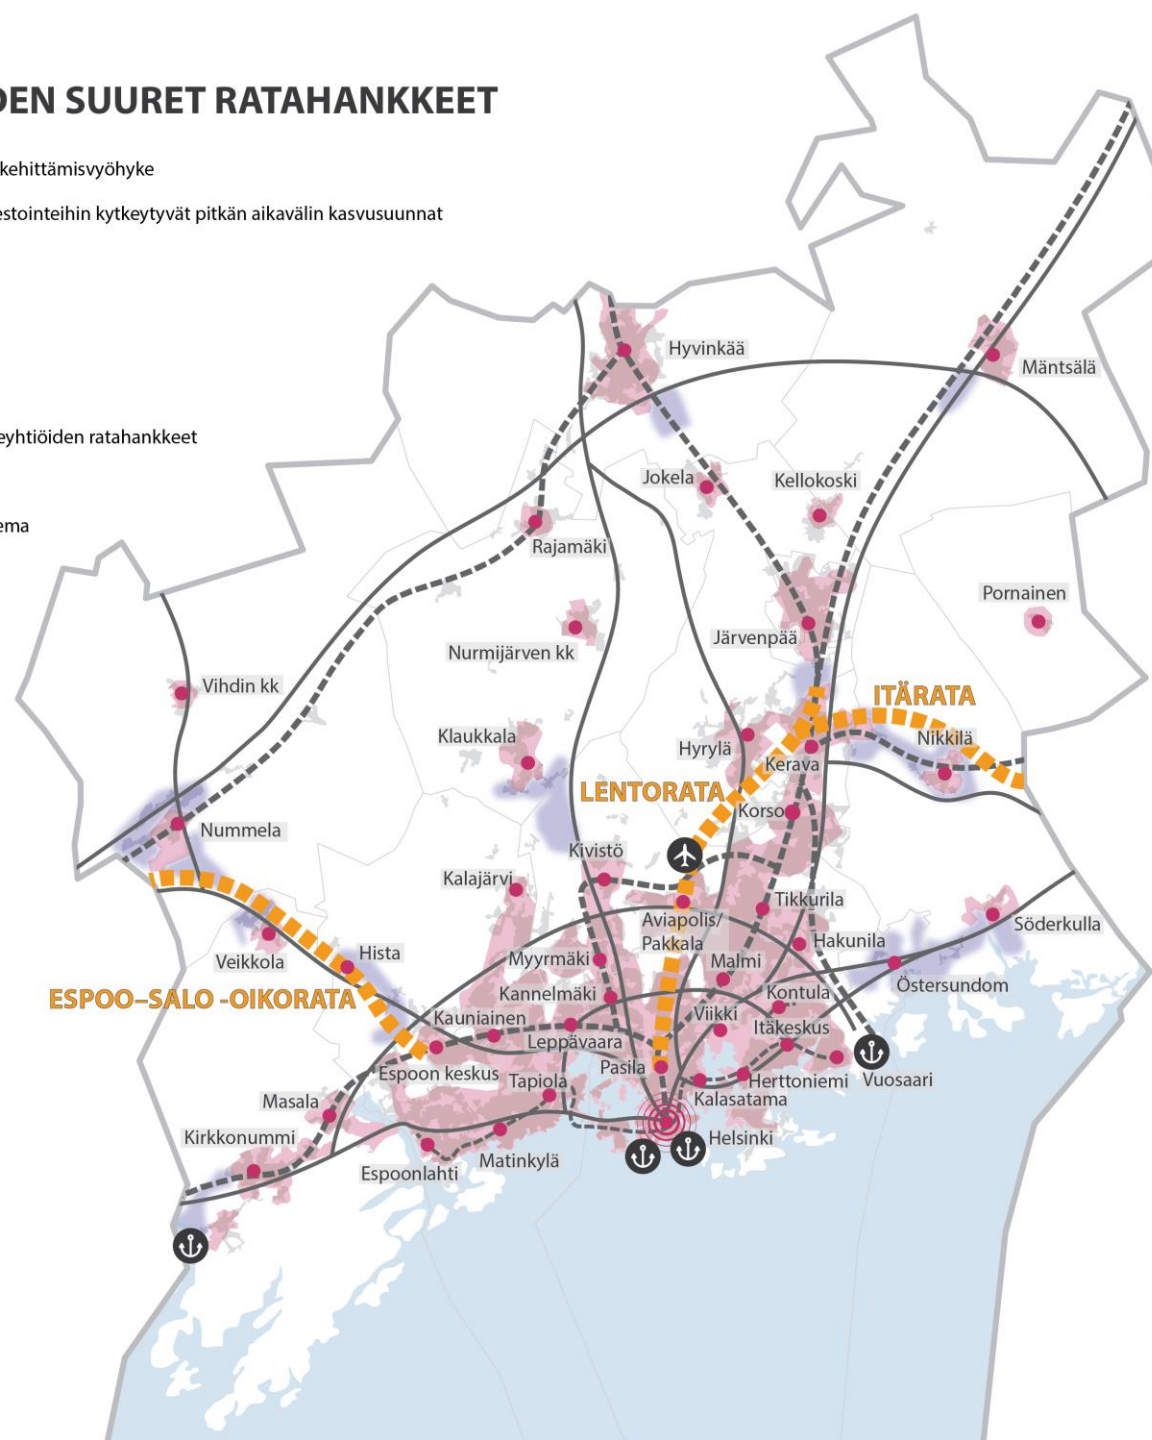 DEN SUURET RATAHANKKEET
kehittämisvyöhyke
estointeihin kytkeytyvät pitkän aikavälin kasvusuunnat
eyhtiöiden ratahankkeet
ema
Hyvinkää
Mäntsälä
Jokela
Kellokoski
Rajamäki
Pornainen
Järvenpää
Nurmijärven kk
Vihdin kk
ITÄRATA
Klaukkala
Hyrylä
Nikkilä
Kerava
LENTORATA
Korso
Nummela
Kivistö
Kalajärvi
Tikkurila
Aviapolis/
Pakkala
Söderkulla
Hakunila
Veikkola
Hista
Myyrmäki
Malmi
Östersundom
ESPOO–SALO -OIKORATA
Kannelmäki
Kontula
Kauniainen
Viikki
Itäkeskus
Leppävaara
Espoon keskus
Pasila
Tapiola
Herttoniemi
Vuosaari
Kalasatama
Masala
Kirkkonummi
Helsinki
Matinkylä
Espoonlahti